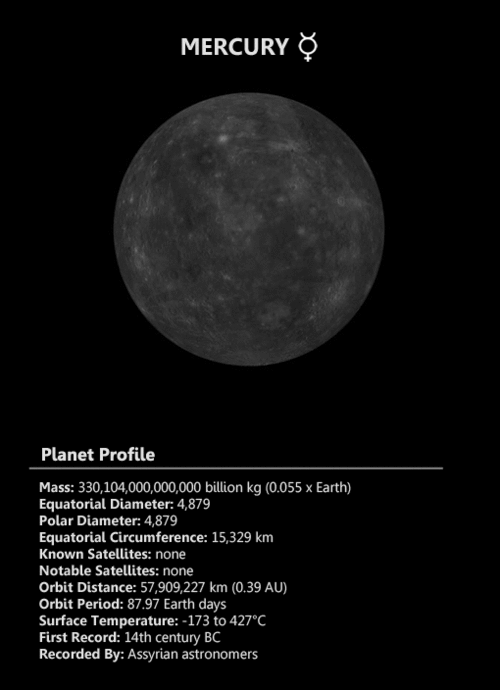 MERCURY ☿
Planet Profile
Mass: 330,104,000,000,000 billion kg (0.055 x Earth)
Equatorial Diameter: 4,879
Polar Diameter: 4,879
Equatorial Circumference: 15,329 km
Known Satellites: none
Notable Satellites: none
Orbit Distance: 57,909,227 km (0.39 AU)
Orbit Period: 87.97 Earth days
Surface Temperature: -173 to 427°C
First Record: 14th century BC
Recorded By: Assyrian astronomers